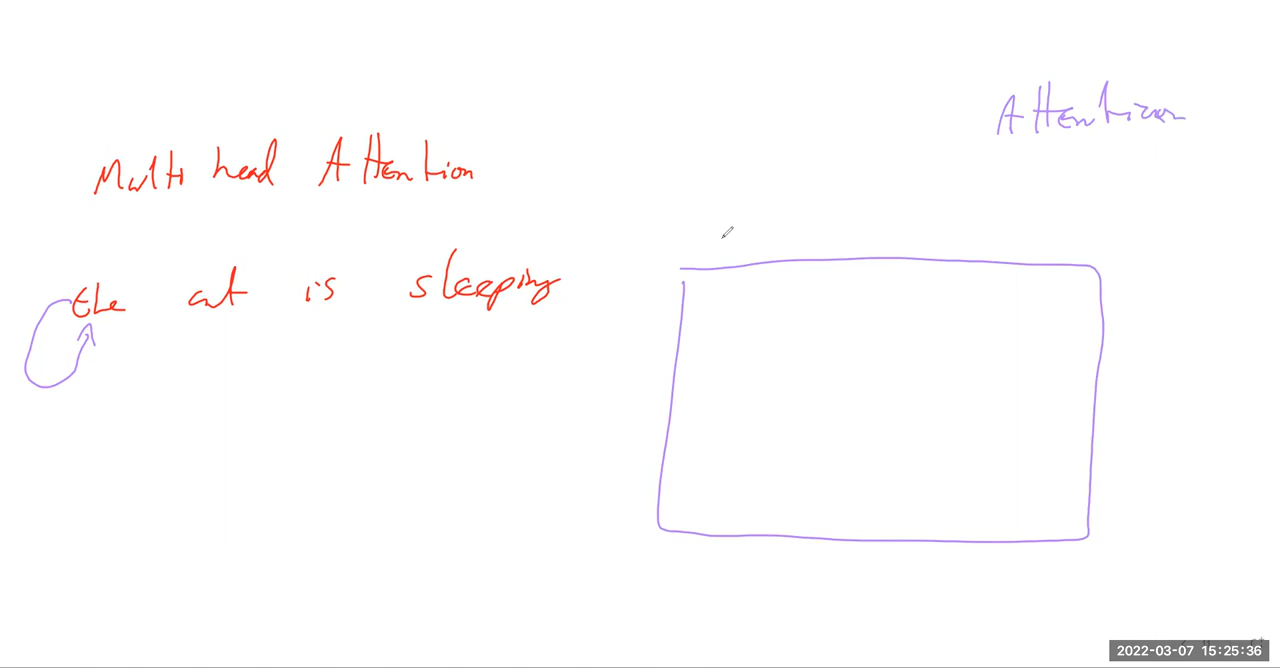 Attention
Multi head Attention
the cat is sleeping
2022-03-07 15:25:36